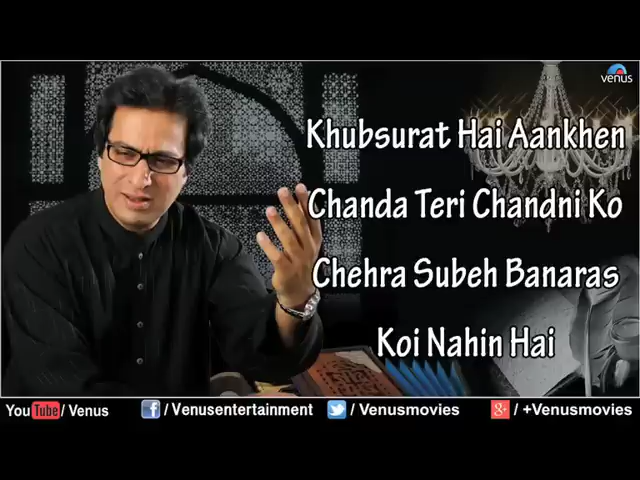 venus
Khubsurat Hai Aankhen
Chanda Teri Chandni Ko
Chehra Subeh Banaras
Koi Nahin Hai
You Tube / Venus
f / Venusentertainment
/ Venusmovies
g+ / +Venusmovies